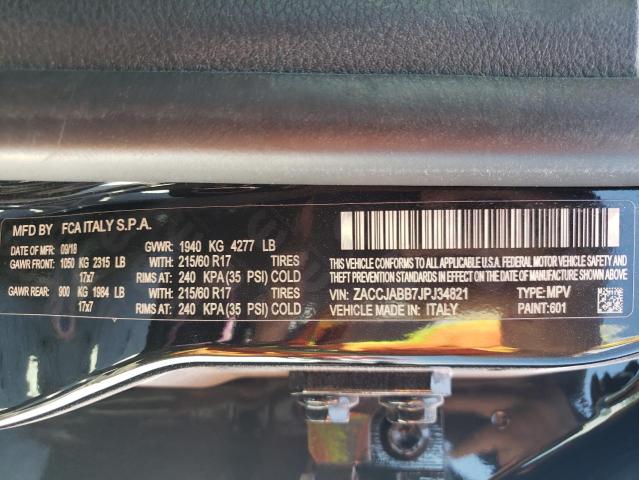 MFD BY FCA ITALY S.P.A.
DATE OF MFR: 09/18 GVWR: 1940 KG 4277 LB
GAWR FRONT: 1050 KG 2315 LB WITH: 215/60 R17 TIRES
17x7 RIMS AT: 240 KPA (35 PSI) COLD
GAWR REAR: 900 KG 1984 LB WITH: 215/60 R17 TIRES
17x7 RIMS AT: 240 KPA (35 PSI) COLD
THIS VEHICLE CONFORMS TO ALL APPLICABLE U.S.A. FEDERAL MOTOR VEHICLE SAFETY AND
THEFT PREVENTION STANDARDS IN EFFECT ON THE DATE OF MANUFACTURE SHOWN ABOVE
VIN: ZACCJABB7JPJ34821 TYPE: MPV
VEHICLE MADE IN: ITALY PAINT: 601